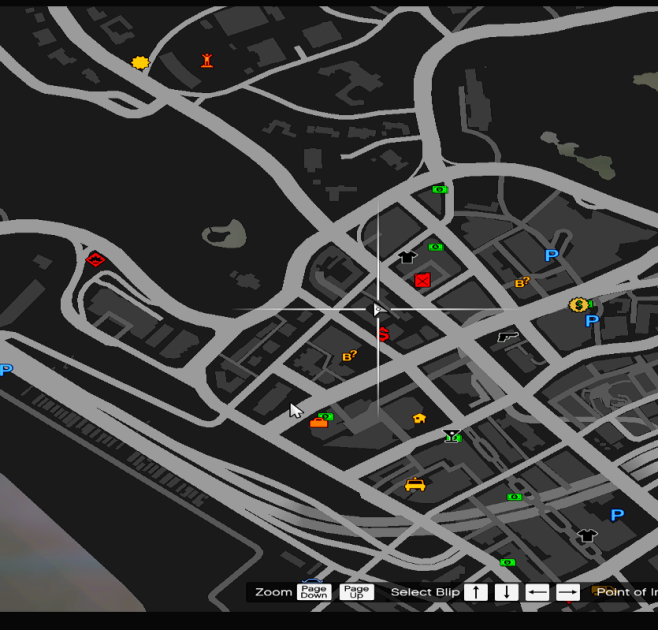 P
B?
$
P
P
S
B?
P
P
Zoom Page Down Page Up Select Blip ↑ ↓ ← → Point of In